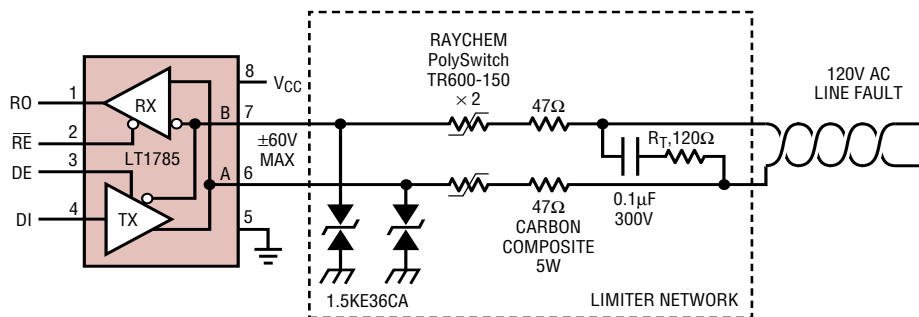 RAYCHEM
PolySwitch
TR600-150
× 2
47Ω
120V AC
LINE FAULT
RO
1
RX
8
VCC
B
7
RE
2
LT1785
±60V
MAX
RT,120Ω
DE
3
A
6
DI
4
TX
5
47Ω
CARBON
COMPOSITE
5W
0.1µF
300V
1.5KE36CA
LIMITER NETWORK